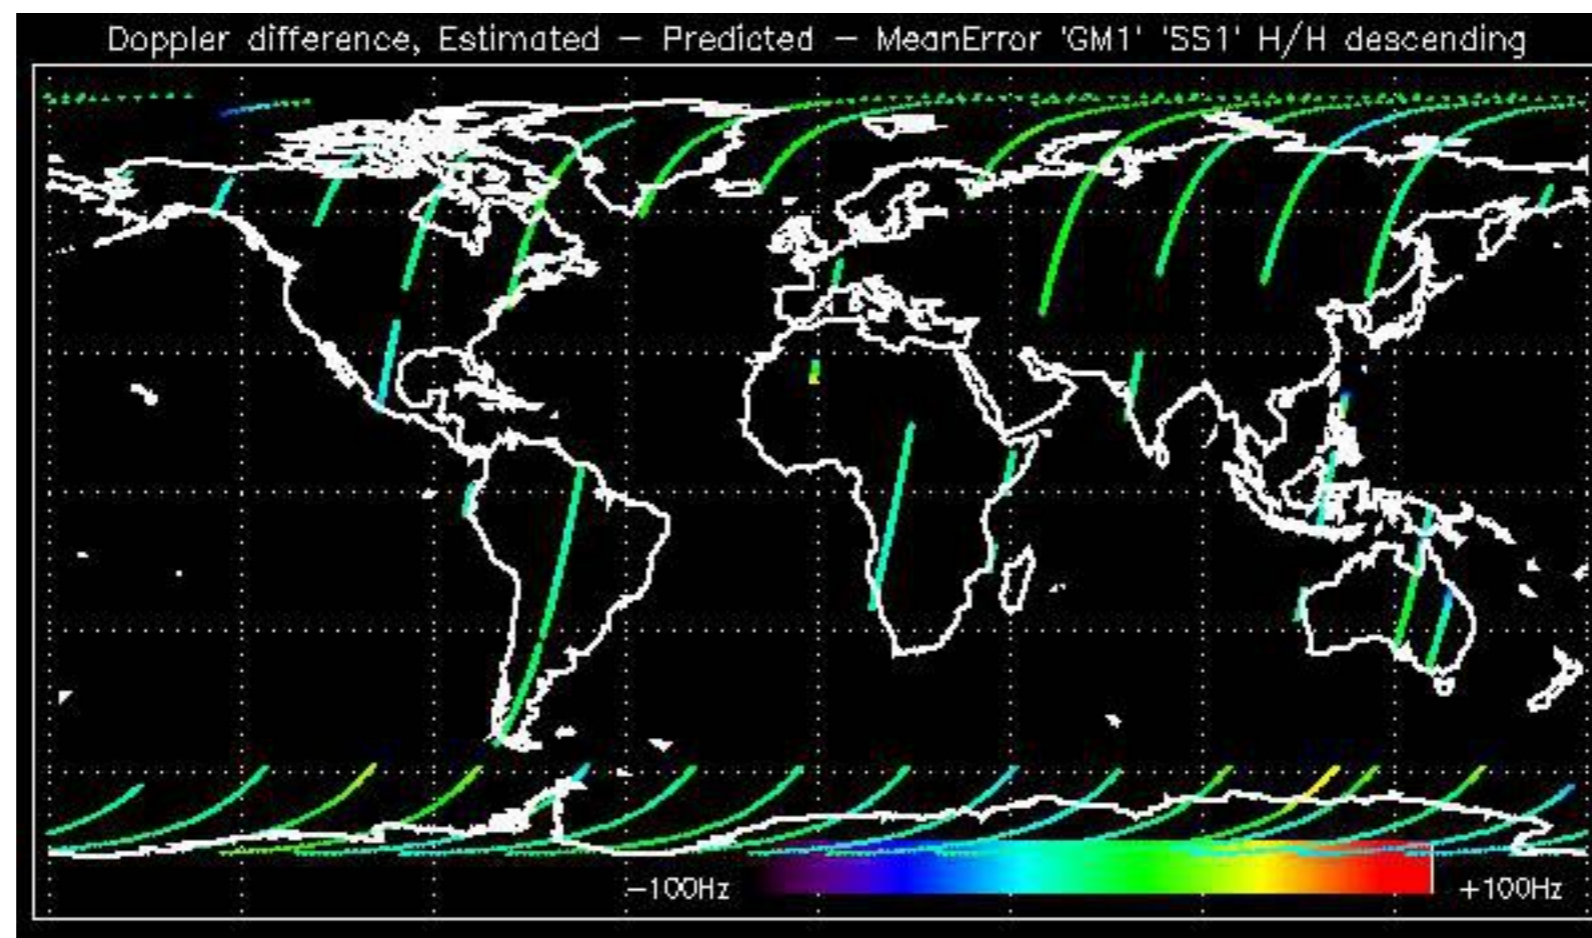 Doppler difference, Estimated – Predicted – MeanError 'GM1' 'SS1' H/H descending
–100Hz +100Hz